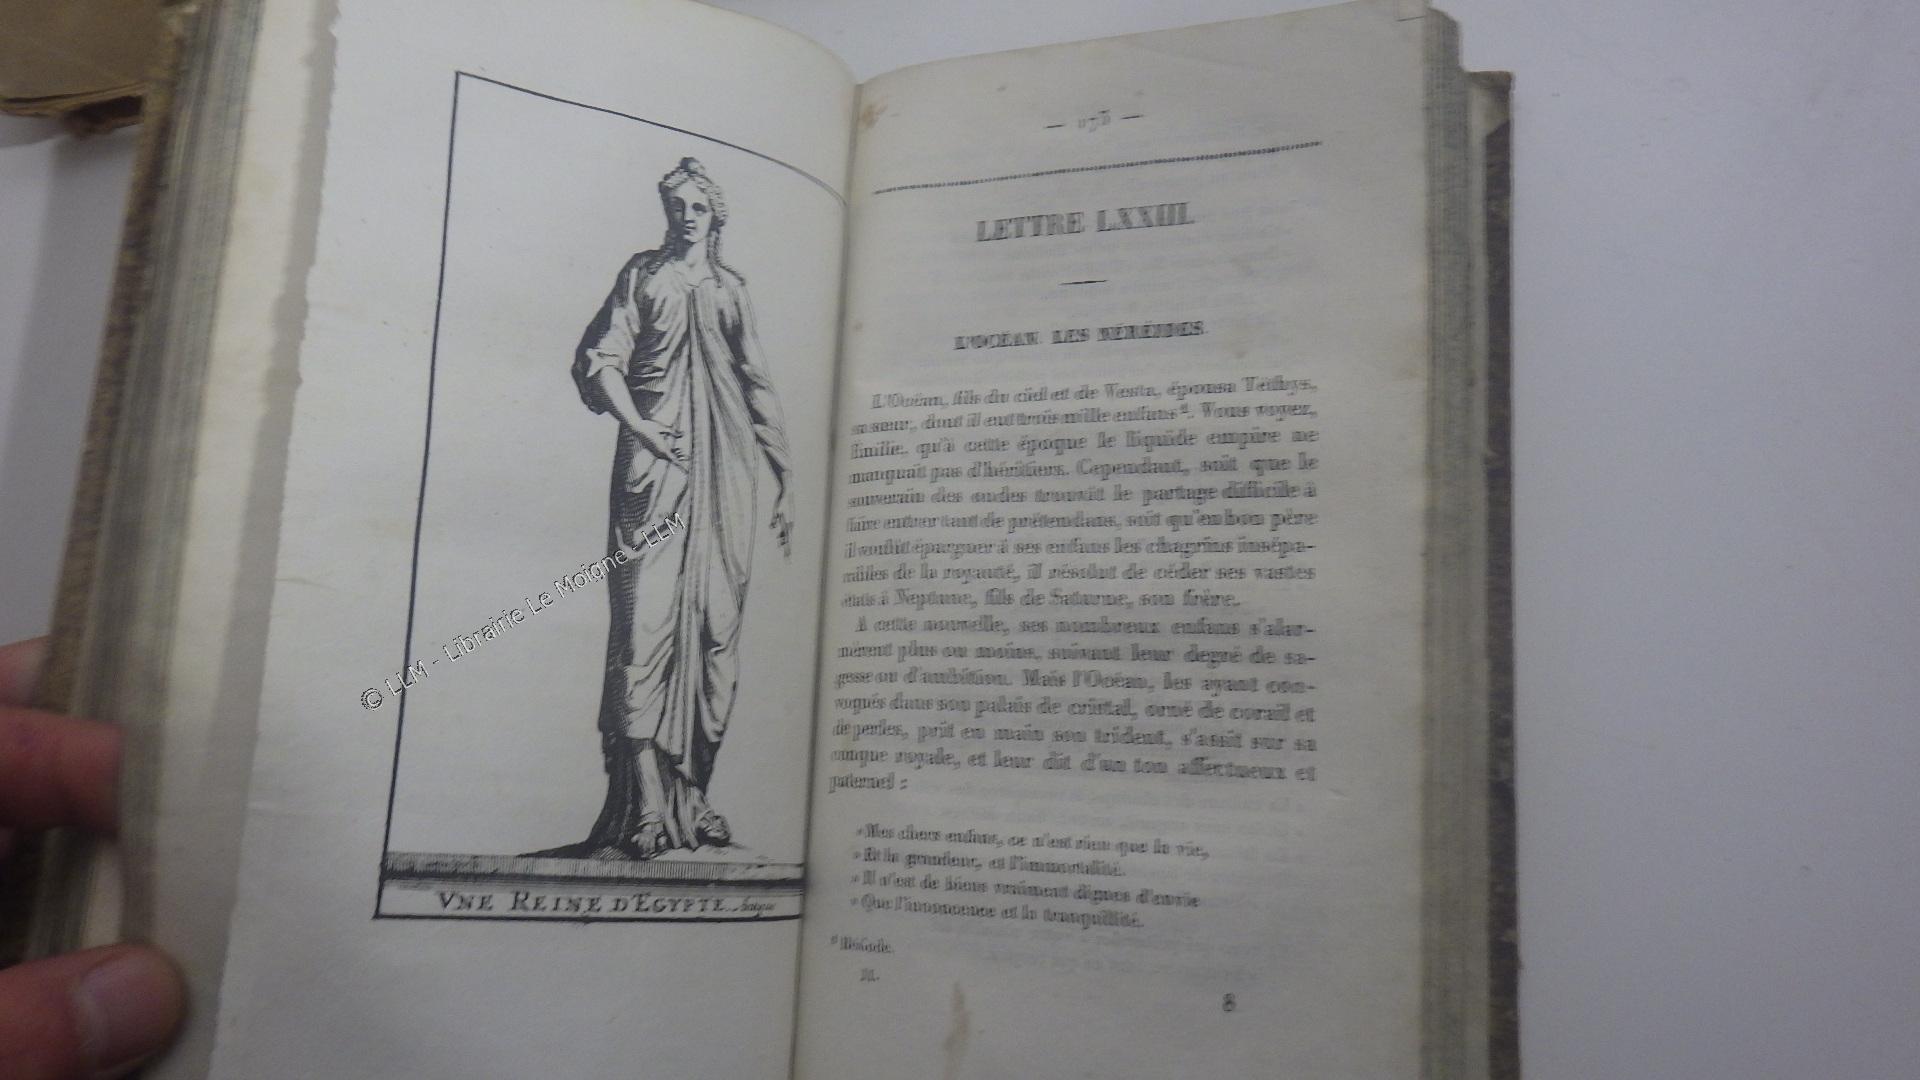 VNE REINE D'EGYPTE
© LLM - Librairie Le Moigne - LLM
LETTRE LXXIII.
L'OCÉAN. LES NÉRÉIDES.
L'Océan, fils du ciel et de Vesta, épousa Téthys,
sa sœur, dont il eut trois mille enfans ª. Vous voyez,
Émilie, qu'à cette époque le liquide empire ne
manquait pas d'héritiers. Cependant, soit que le
souverain des ondes trouvât le partage difficile à
faire entre tant de prétendans, soit qu'en bon père
il voulût épargner à ses enfans les chagrins insépa-
rables de la royauté, il résolut de céder ses vastes
états à Neptune, fils de Saturne, son frère.
A cette nouvelle, ses nombreux enfans s'alar-
mèrent plus ou moins, suivant leur degré de sa-
gesse ou d'ambition. Mais l'Océan, les ayant con-
voqués dans son palais de cristal, orné de corail et
de perles, prit en main son trident, s'assit sur sa
conque royale, et leur dit d'un ton affectueux et
paternel :
» Mes chers enfans, ce n'est rien que la vie,
» Et la grandeur, et l'immortalité.
» Il n'est de biens vraiment dignes d'envie
» Que l'innocence et la tranquillité.
ª Hésiode.
II.
8